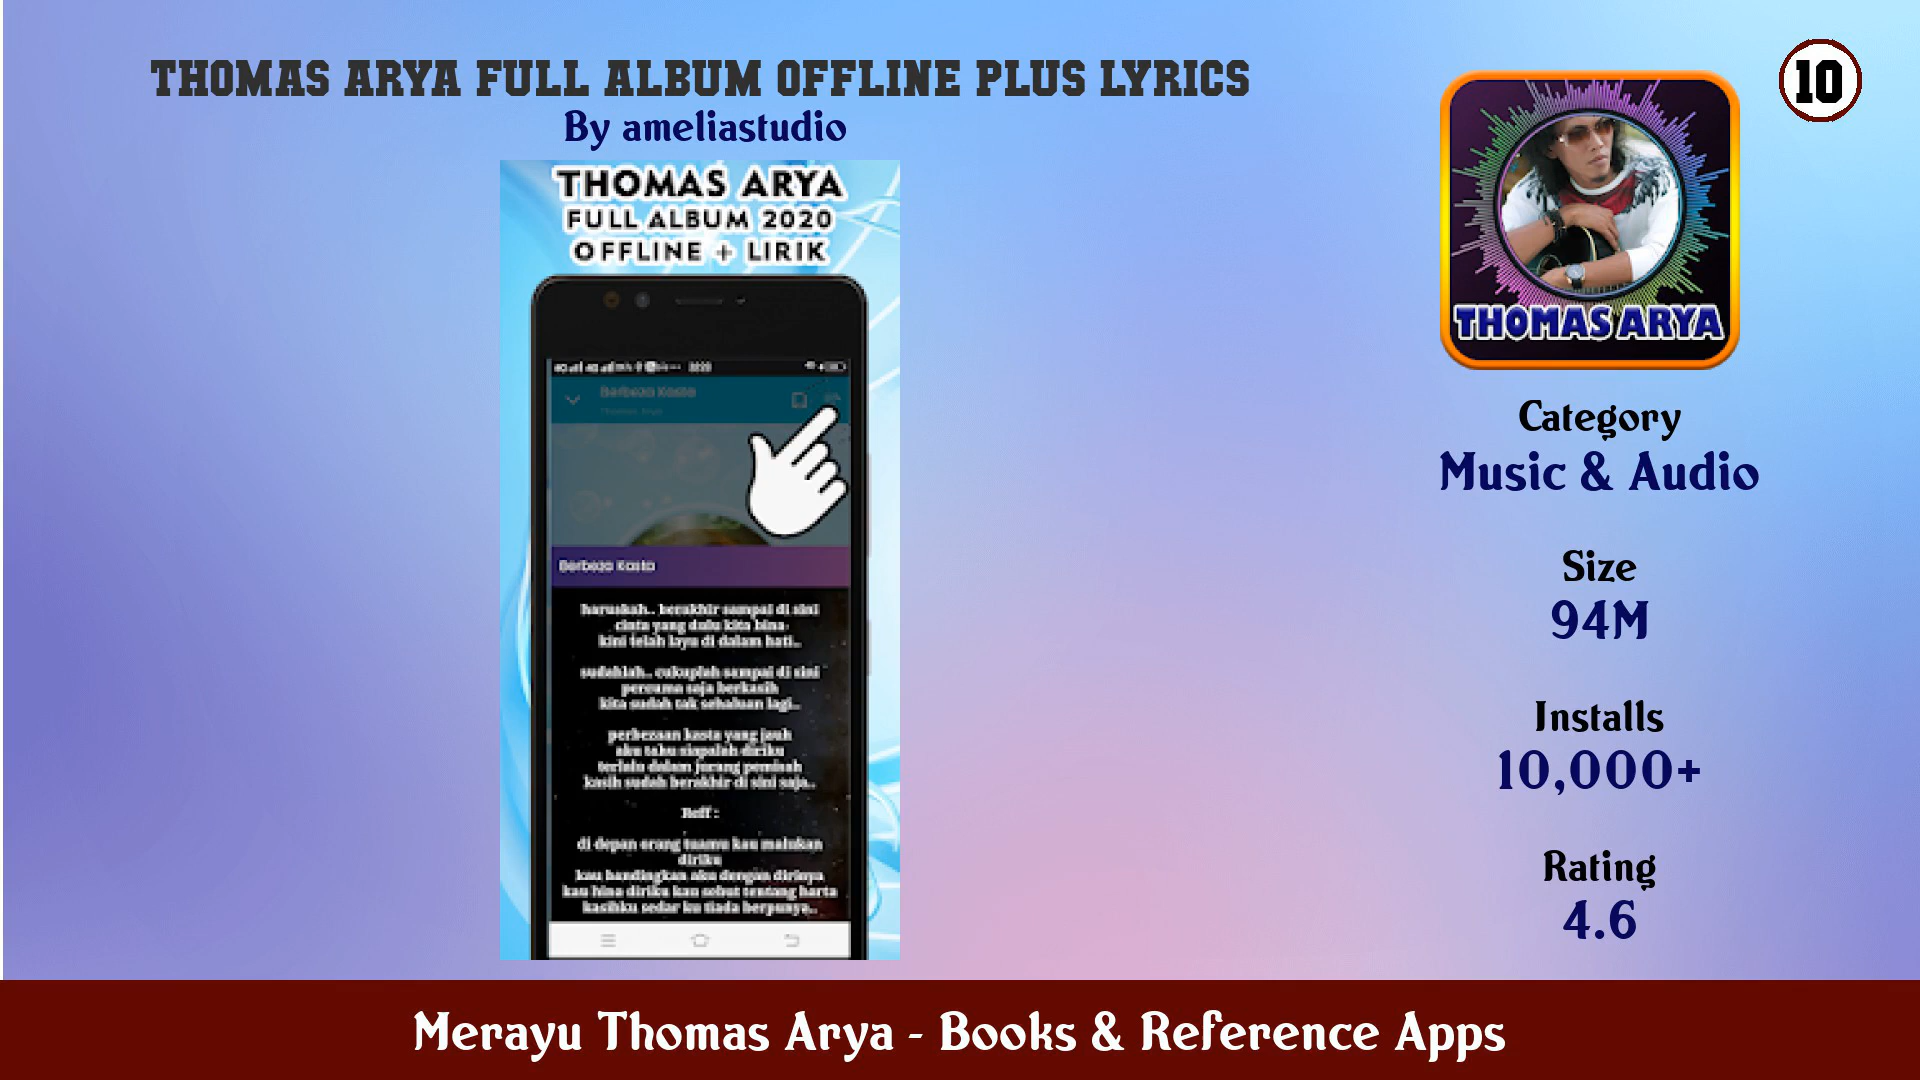 THOMAS ARYA FULL ALBUM OFFLINE PLUS LYRICS
By ameliastudio
10
THOMAS ARYA
FULL ALBUM 2020
OFFLINE + LIRIK
Berbeza Kasta
Thomas Arya
Berbeza Kasta
haruskah.. berakhir sampai di sini
cinta yang dulu kita bina
kini telah layu di dalam hati..
sudahlah.. cukuplah sampai di sini
percuma saja berkasih
kita sudah tak sehaluan lagi..
perbezaan kasta yang jauh
aku tahu siapalah diriku
terlalu dalam jurang pemisah
kasih sudah berakhir di sini saja..
Reff :
di depan orang tuamu kau malukan
diriku
kau bandingkan aku dengan dirinya
kau hina diriku kau sebut tentang harta
kasihku sedar ku tiada berpunya..
THOMAS ARYA
Category
Music & Audio
Size
94M
Installs
10,000+
Rating
4.6
Merayu Thomas Arya - Books & Reference Apps